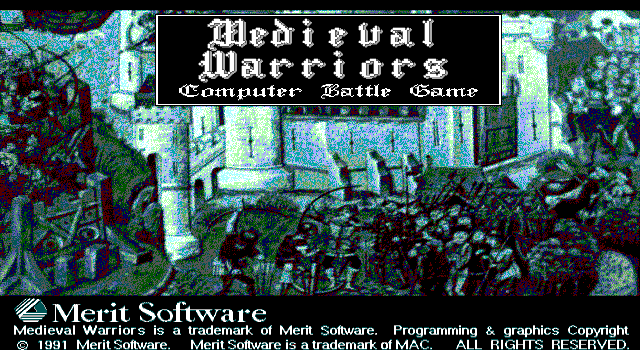 Medieval
Warriors
Computer Battle Game
Merit Software
Medieval Warriors is a trademark of Merit Software. Programming & graphics Copyright
© 1991 Merit Software. Merit Software is a trademark of MAC. ALL RIGHTS RESERVED.